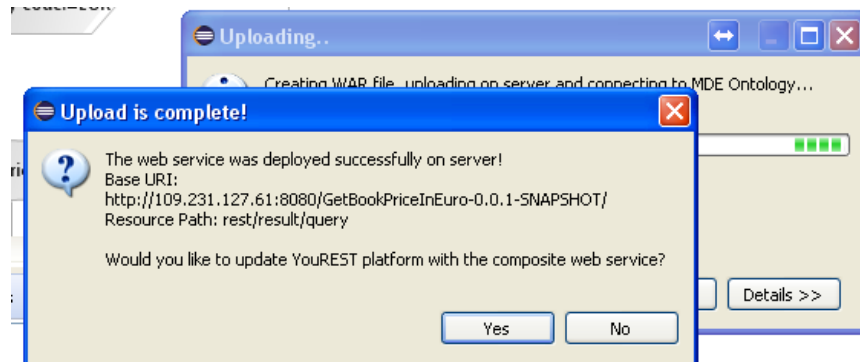 Uploading..
Creating WAR file, uploading on server and connecting to MDE Ontology...
Upload is complete!
The web service was deployed successfully on server!
Base URI:
http://109.231.127.61:8080/GetBookPriceInEuro-0.0.1-SNAPSHOT/
Resource Path: rest/result/query
Would you like to update YouREST platform with the composite web service?
Details >>
Yes
No